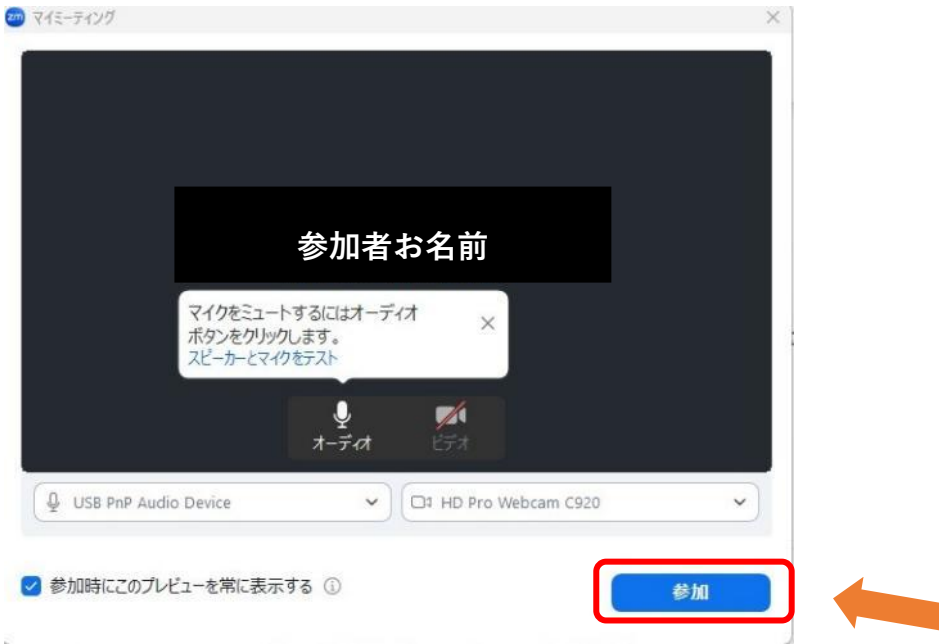 zm マイミーティング
参加者お名前
マイクをミュートするにはオーディオ
ボタンをクリックします。
スピーカーとマイクをテスト
オーディオ ビデオ
USB PnP Audio Device HD Pro Webcam C920
参加時にこのプレビューを常に表示する
参加